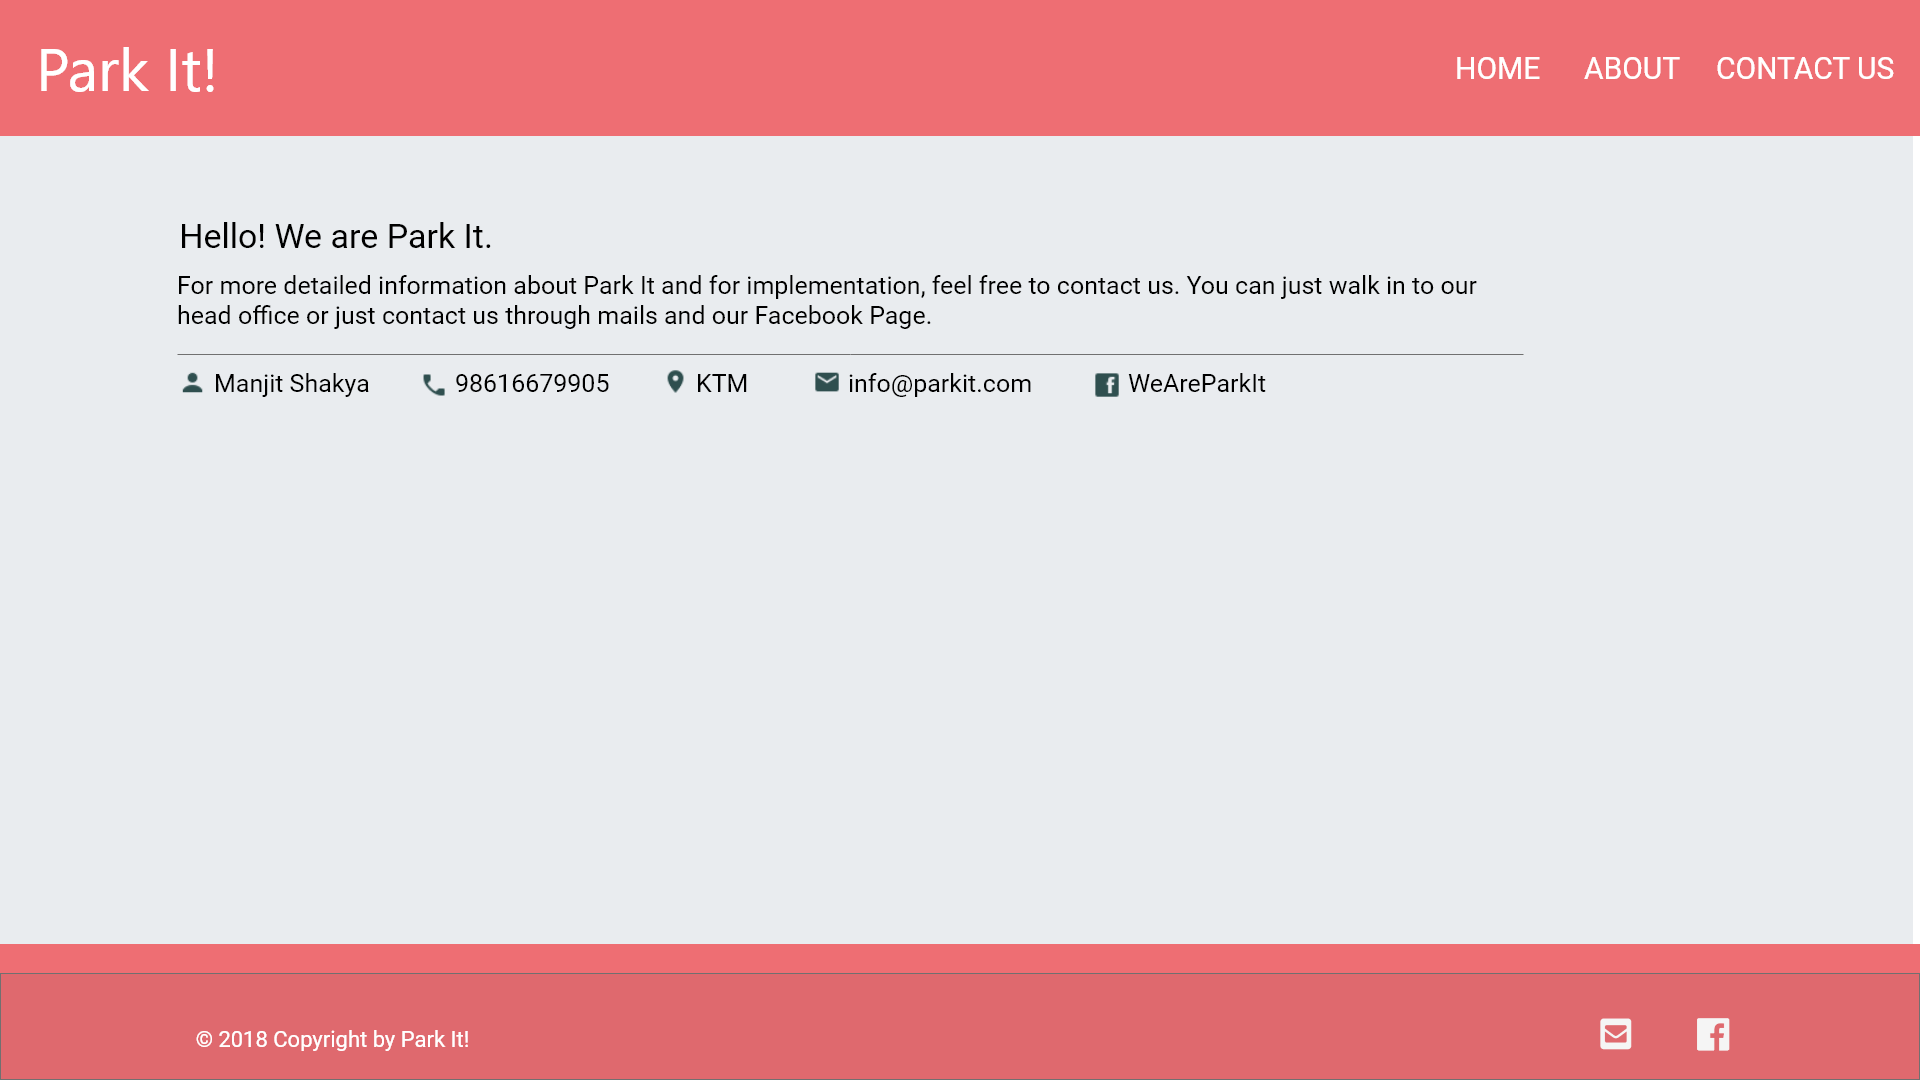 Park It!
HOME ABOUT CONTACT US
Hello! We are Park It.
For more detailed information about Park It and for implementation, feel free to contact us. You can just walk in to our
head office or just contact us through mails and our Facebook Page.
Manjit Shakya 98616679905 KTM info@parkit.com WeAreParkIt
© 2018 Copyright by Park It!